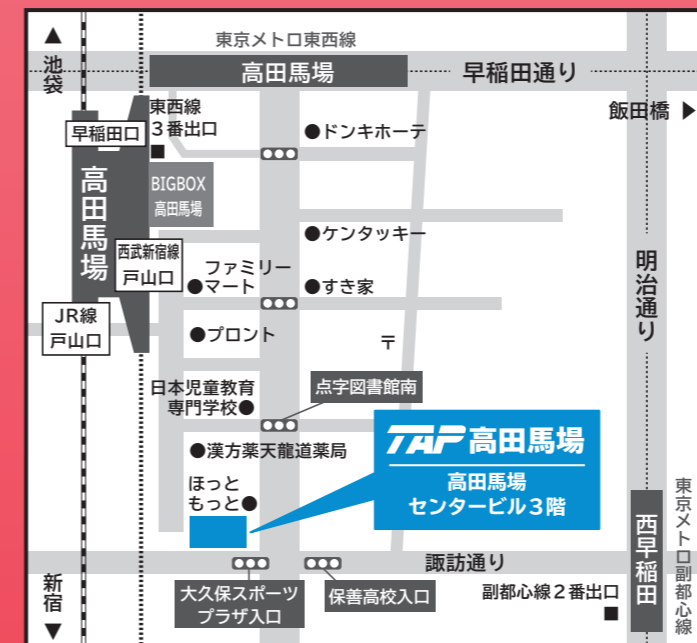 東京メトロ東西線
▲
池袋
高田馬場
早稲田通り
飯田橋 ▶
東西線
3番出口
■
早稲田口
●ドンキホーテ
高田馬場
BIGBOX
高田馬場
●ケンタッキー
西武新宿線
戸山口
ファミリー
●マート
●すき家
明治通り
JR線
戸山口
●プロント
〒
日本児童教育
専門学校●
点字図書館南
●漢方薬天龍道薬局
TAP 高田馬場
高田馬場
センタービル3階
ほっと
もっと●
西早稲田
東京メトロ副都心線
諏訪通り
新宿
▼
大久保スポーツ
プラザ入口
保善高校入口
副都心線2番出口
■